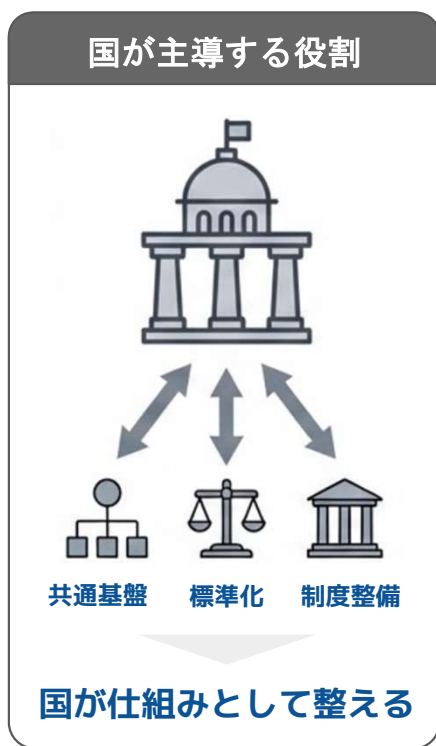 国が主導する役割
共通基盤
標準化
制度整備
国が仕組みとして整える